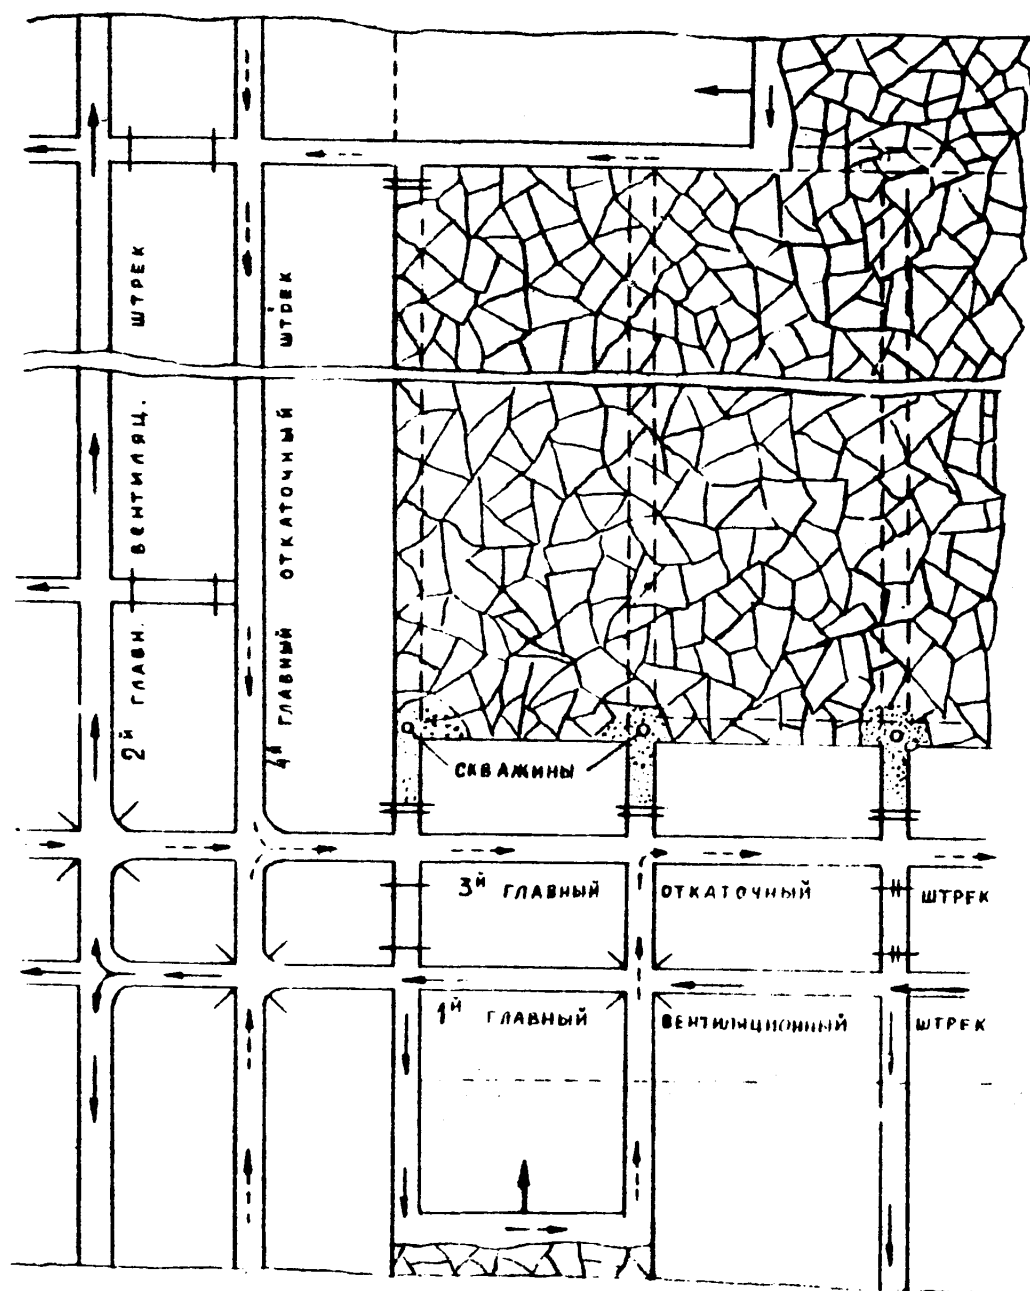 2й ГЛАВН. ВЕНТИЛЯЦ. ШТРЕК
4й ГЛАВНЫЙ ОТКАТОЧНЫЙ ШТРЕК
СКВАЖИНЫ
3й ГЛАВНЫЙ ОТКАТОЧНЫЙ ШТРЕК
1й ГЛАВНЫЙ ВЕНТИЛЯЦИОННЫЙ ШТРЕК